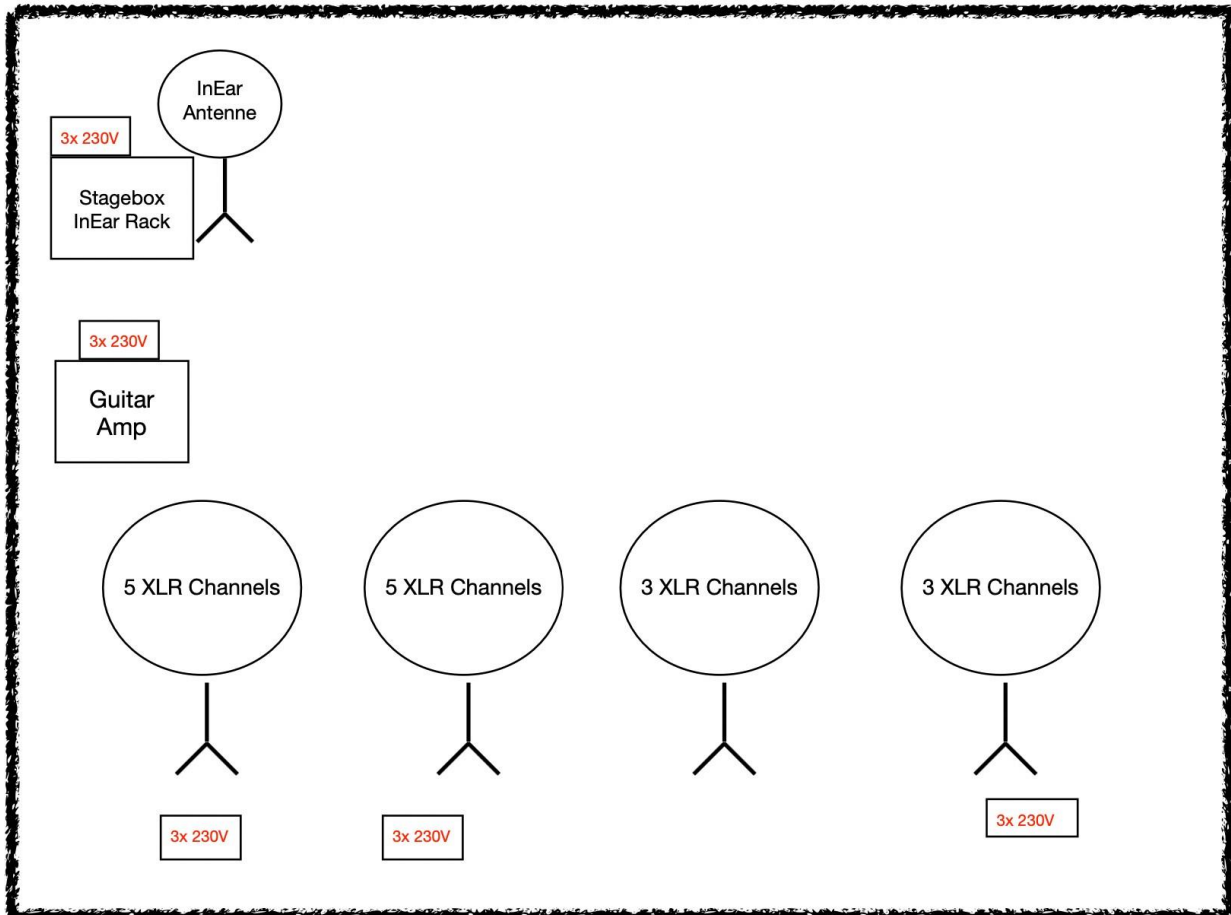 InEar
Antenne
3x 230V
Stagebox
InEar Rack
3x 230V
Guitar
Amp
5 XLR Channels
5 XLR Channels
3 XLR Channels
3 XLR Channels
3x 230V
3x 230V
3x 230V